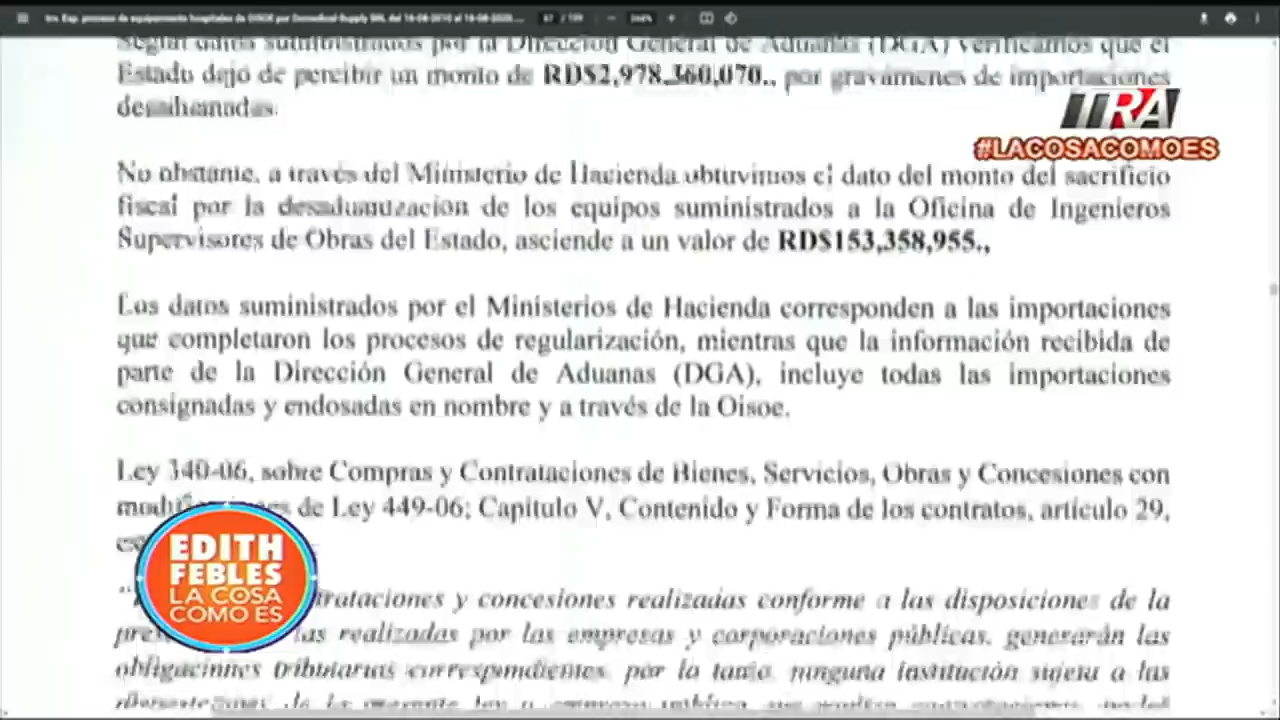 Según datos suministrados por la Dirección General de Aduanas (DGA) verificamos que el
Estado dejo de percibir un monto de RD$2,978,360,070., por gravámenes de importaciones
desaduanadas.
TRA
#LACOSACOMOES
No obstante, a través del Ministerio de Hacienda obtuvimos el dato del monto del sacrificio
fiscal por la desaduanización de los equipos suministrados a la Oficina de Ingenieros
Supervisores de Obras del Estado, asciende a un valor de RD$153,358,955.,
Los datos suministrados por el Ministerios de Hacienda corresponden a las importaciones
que completaron los procesos de regularización, mientras que la información recibida de
parte de la Dirección General de Aduanas (DGA), incluye todas las importaciones
consignadas y endosadas en nombre y a través de la Oisoe.
Ley 340-06, sobre Compras y Contrataciones de Bienes, Servicios, Obras y Concesiones con
de Ley 449-06; Capitulo V, Contenido y Forma de los contratos, artículo 29,
EDITH
FEBLES
LA COSA
COMO ES
y concesiones realizadas conforme a las disposiciones de la
realizadas por las empresas y corporaciones públicas, generarán las
obligaciones tributarias correspondientes, por lo tanto, ninguna institución sujeta a las